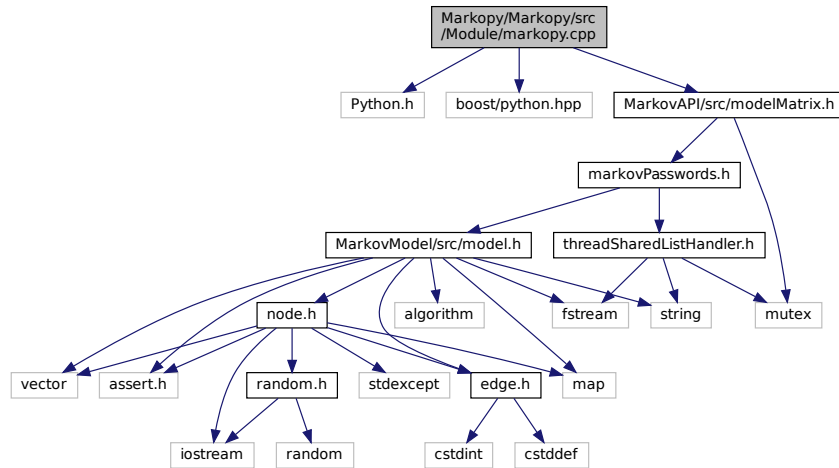 Markopy/Markopy/src
/Module/markopy.cpp
Python.h
boost/python.hpp
MarkovAPI/src/modelMatrix.h
markovPasswords.h
MarkovModel/src/model.h
threadSharedListHandler.h
node.h
algorithm
fstream
string
mutex
vector
assert.h
random.h
stdexcept
edge.h
map
iostream
random
cstdint
cstddef